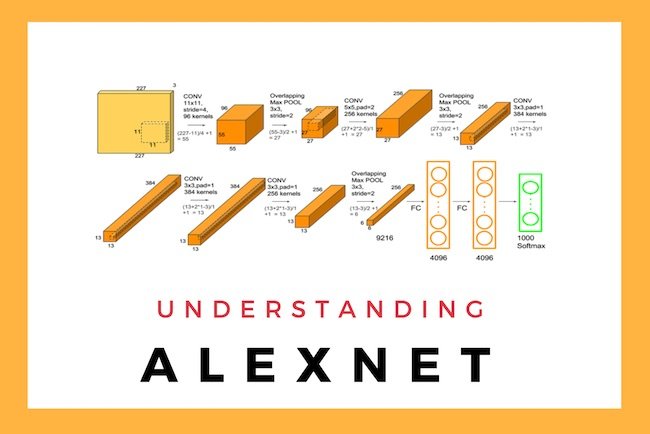 227
3
11
11
227
CONV
11x11,
stride=4,
96 kernels
(227-11)/4 +1
= 55
96
55
55
Overlapping
Max POOL
3x3,
stride=2
(55-3)/2 +1
= 27
96
27
27
CONV
5x5,pad=2
256 kernels
(27+2*2-5)/1
+1 = 27
256
27
27
Overlapping
Max POOL
3x3,
stride=2
(27-3)/2 +1
= 13
256
13
13
CONV
3x3,pad=1
384 kernels
(13+2*1-3)/1
+1 = 13
384
13
13
CONV
3x3,pad=1
384 kernels
(13+2*1-3)/1
+1 = 13
384
13
13
CONV
3x3,pad=1
256 kernels
(13+2*1-3)/1
+1 = 13
256
13
13
Overlapping
Max POOL
3x3,
stride=2
(13-3)/2 +1
= 6
256
6
6
9216
FC
4096
FC
4096
1000
Softmax
UNDERSTANDING
ALEXNET